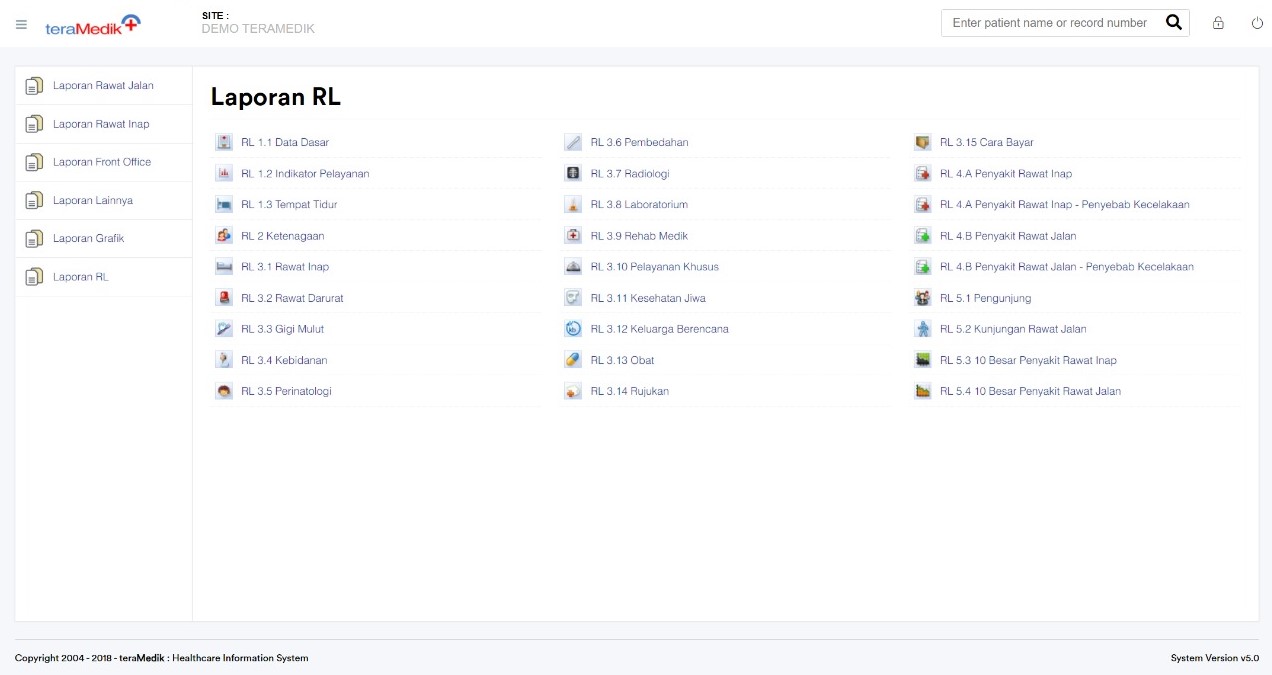 teraMedik
SITE :
DEMO TERAMEDIK
Enter patient name or record number
Laporan Rawat Jalan
Laporan Rawat Inap
Laporan Front Office
Laporan Lainnya
Laporan Grafik
Laporan RL
Laporan RL
RL 1.1 Data Dasar
RL 1.2 Indikator Pelayanan
RL 1.3 Tempat Tidur
RL 2 Ketenagaan
RL 3.1 Rawat Inap
RL 3.2 Rawat Darurat
RL 3.3 Gigi Mulut
RL 3.4 Kebidanan
RL 3.5 Perinatologi
RL 3.6 Pembedahan
RL 3.7 Radiologi
RL 3.8 Laboratorium
RL 3.9 Rehab Medik
RL 3.10 Pelayanan Khusus
RL 3.11 Kesehatan Jiwa
RL 3.12 Keluarga Berencana
RL 3.13 Obat
RL 3.14 Rujukan
RL 3.15 Cara Bayar
RL 4.A Penyakit Rawat Inap
RL 4.A Penyakit Rawat Inap - Penyebab Kecelakaan
RL 4.B Penyakit Rawat Jalan
RL 4.B Penyakit Rawat Jalan - Penyebab Kecelakaan
RL 5.1 Pengunjung
RL 5.2 Kunjungan Rawat Jalan
RL 5.3 10 Besar Penyakit Rawat Inap
RL 5.4 10 Besar Penyakit Rawat Jalan
Copyright 2004 - 2018 - teraMedik : Healthcare Information System
System Version v5.0